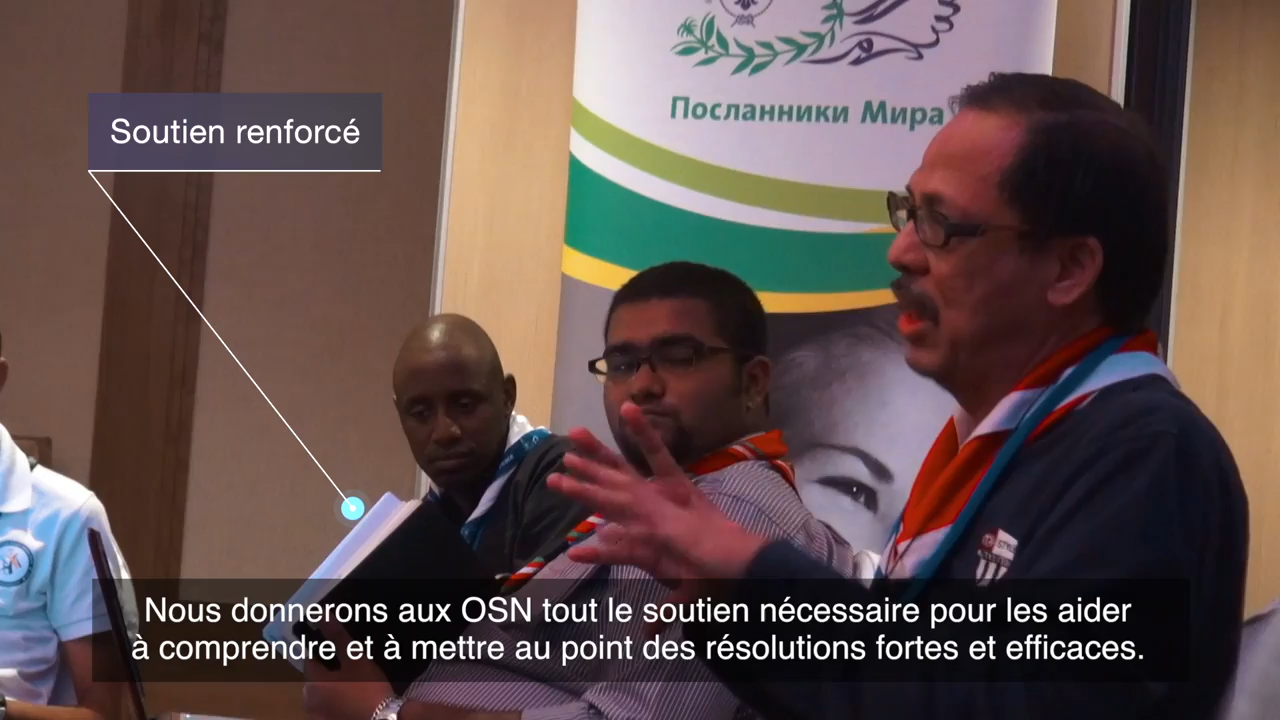 Посланники Мира
Soutien renforcé
Nous donnerons aux OSN tout le soutien nécessaire pour les aider
à comprendre et à mettre au point des résolutions fortes et efficaces.